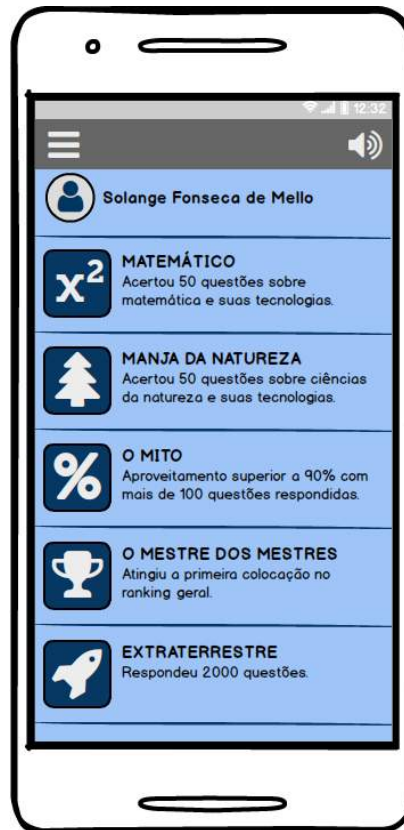 12:32
Solange Fonseca de Mello
x²
MATEMÁTICO
Acertou 50 questões sobre
matemática e suas tecnologias.
MANJA DA NATUREZA
Acertou 50 questões sobre ciências
da natureza e suas tecnologias.
%
O MITO
Aproveitamento superior a 90% com
mais de 100 questões respondidas.
O MESTRE DOS MESTRES
Atingiu a primeira colocação no
ranking geral.
EXTRATERRESTRE
Respondeu 2000 questões.